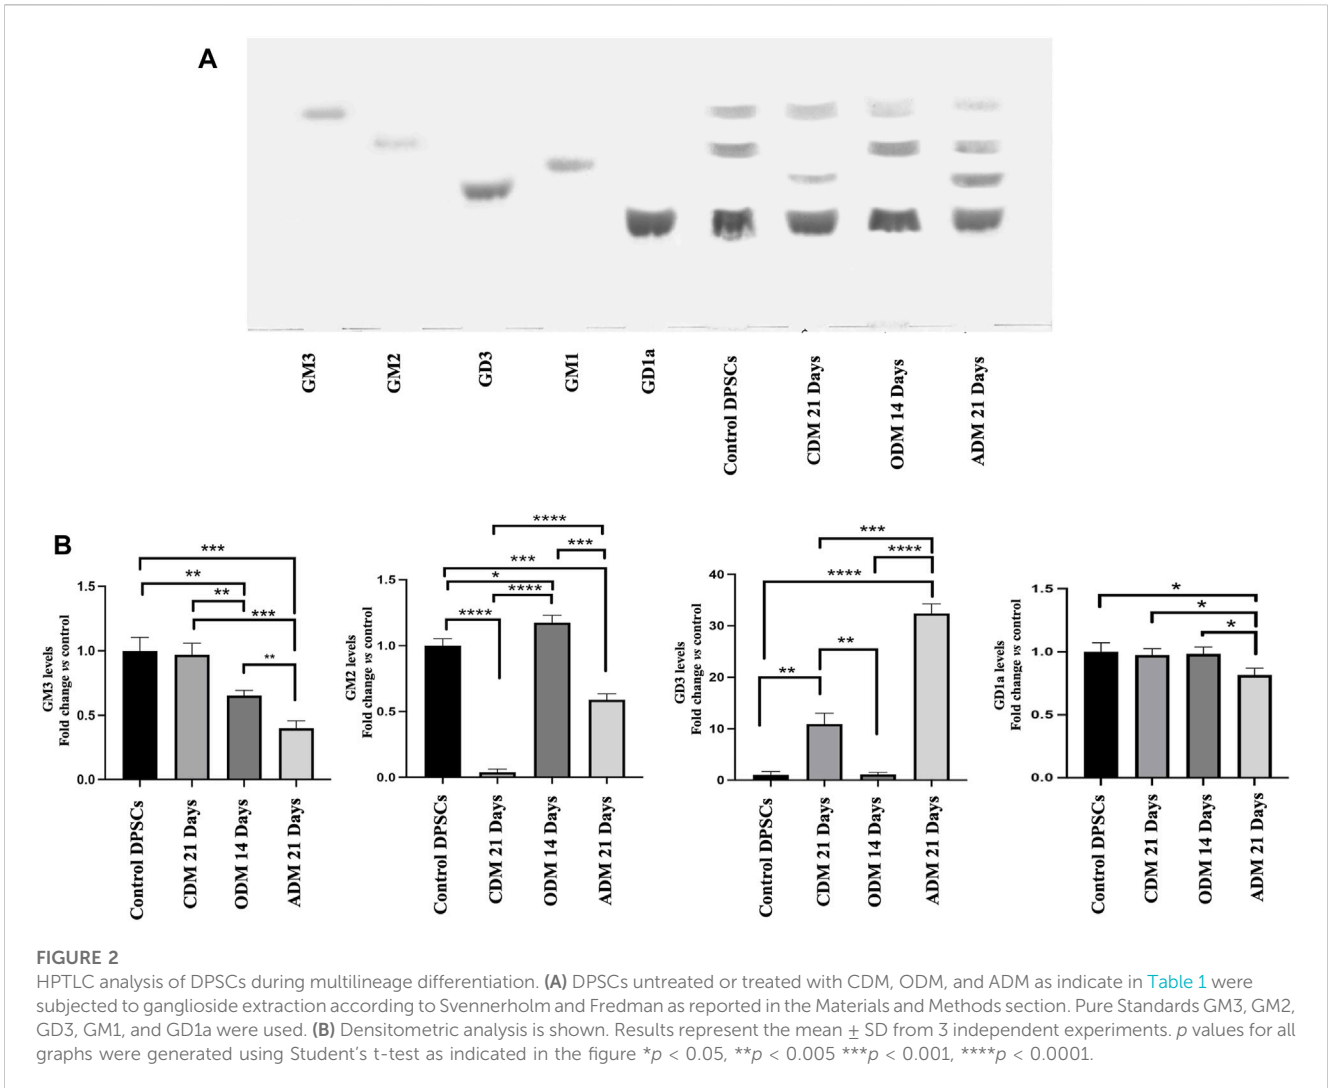 A
GM3
GM2
GD3
GM1
GD1a
Control DPSCs
CDM 21 Days
ODM 14 Days
ADM 21 Days
B
***
**
**
***
**
1.5
1.0
0.5
0.0
GM3 levels
Fold change vs control
Control DPSCs
CDM 21 Days
ODM 14 Days
ADM 21 Days
****
***
***
*
****
****
1.5
1.0
0.5
0.0
GM2 levels
Fold change vs control
Control DPSCs
CDM 21 Days
ODM 14 Days
ADM 21 Days
***
****
****
**
**
40
30
20
10
0
GD3 levels
Fold change vs control
Control DPSCs
CDM 21 Days
ODM 14 Days
ADM 21 Days
*
*
*
1.5
1.0
0.5
0.0
GD1a levels
Fold change vs control
Control DPSCs
CDM 21 Days
ODM 14 Days
ADM 21 Days
FIGURE 2
HPTLC analysis of DPSCs during multilineage differentiation. (A) DPSCs untreated or treated with CDM, ODM, and ADM as indicate in Table 1 were
subjected to ganglioside extraction according to Svennerholm and Fredman as reported in the Materials and Methods section. Pure Standards GM3, GM2,
GD3, GM1, and GD1a were used. (B) Densitometric analysis is shown. Results represent the mean ± SD from 3 independent experiments. p values for all
graphs were generated using Student's t-test as indicated in the figure *p < 0.05, **p < 0.005 ***p < 0.001, ****p < 0.0001.